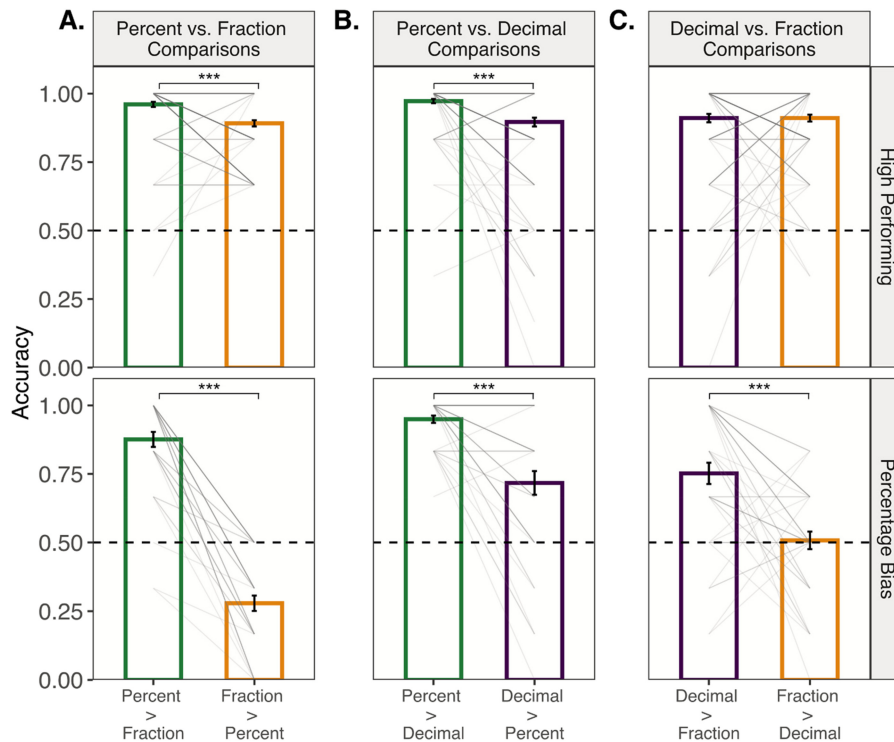 A.
Percent vs. Fraction
Comparisons
B.
Percent vs. Decimal
Comparisons
C.
Decimal vs. Fraction
Comparisons
Accuracy
1.00
0.75
0.50
0.25
0.00
***
***
High Performing
1.00
0.75
0.50
0.25
0.00
***
***
***
Percentage Bias
Percent
>
Fraction
Fraction
>
Percent
Percent
>
Decimal
Decimal
>
Percent
Decimal
>
Fraction
Fraction
>
Decimal